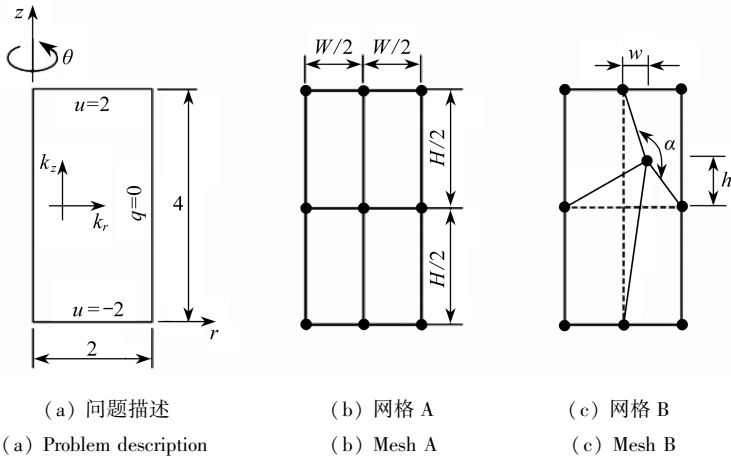 z
θ
u=2
k_z
k_r
q=0
4
u=−2
r
2
W/2 W/2
H/2
H/2
w
α
h
(a) 问题描述
(b) 网格 A
(c) 网格 B
(a) Problem description
(b) Mesh A
(c) Mesh B